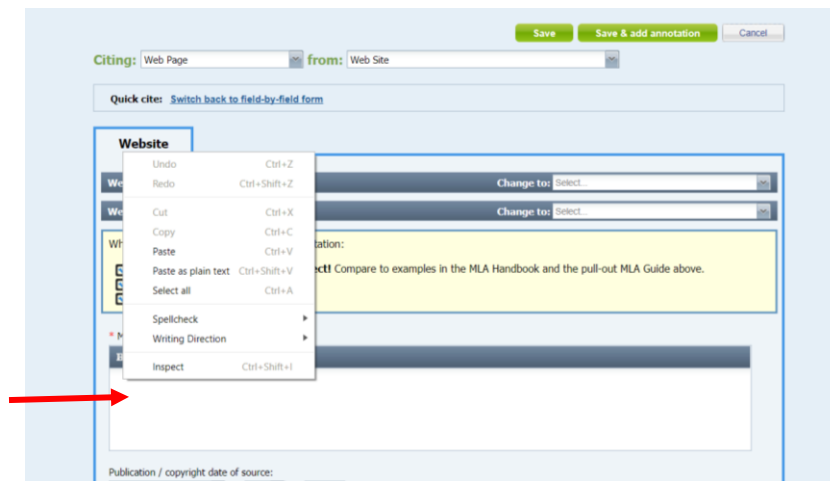 Save Save & add annotation Cancel
Citing: Web Page from: Web Site
Quick cite: Switch back to field-by-field form
Website
Undo Ctrl+Z
We
Redo Ctrl+Shift+Z
Change to: Select...
We
Cut Ctrl+X
Change to: Select...
Copy Ctrl+C
Wh
tation:
Paste Ctrl+V
Paste as plain text Ctrl+Shift+V
ect! Compare to examples in the MLA Handbook and the pull-out MLA Guide above.
Select all Ctrl+A
Spellcheck
* M
Writing Direction
Inspect Ctrl+Shift+I
Publication / copyright date of source: